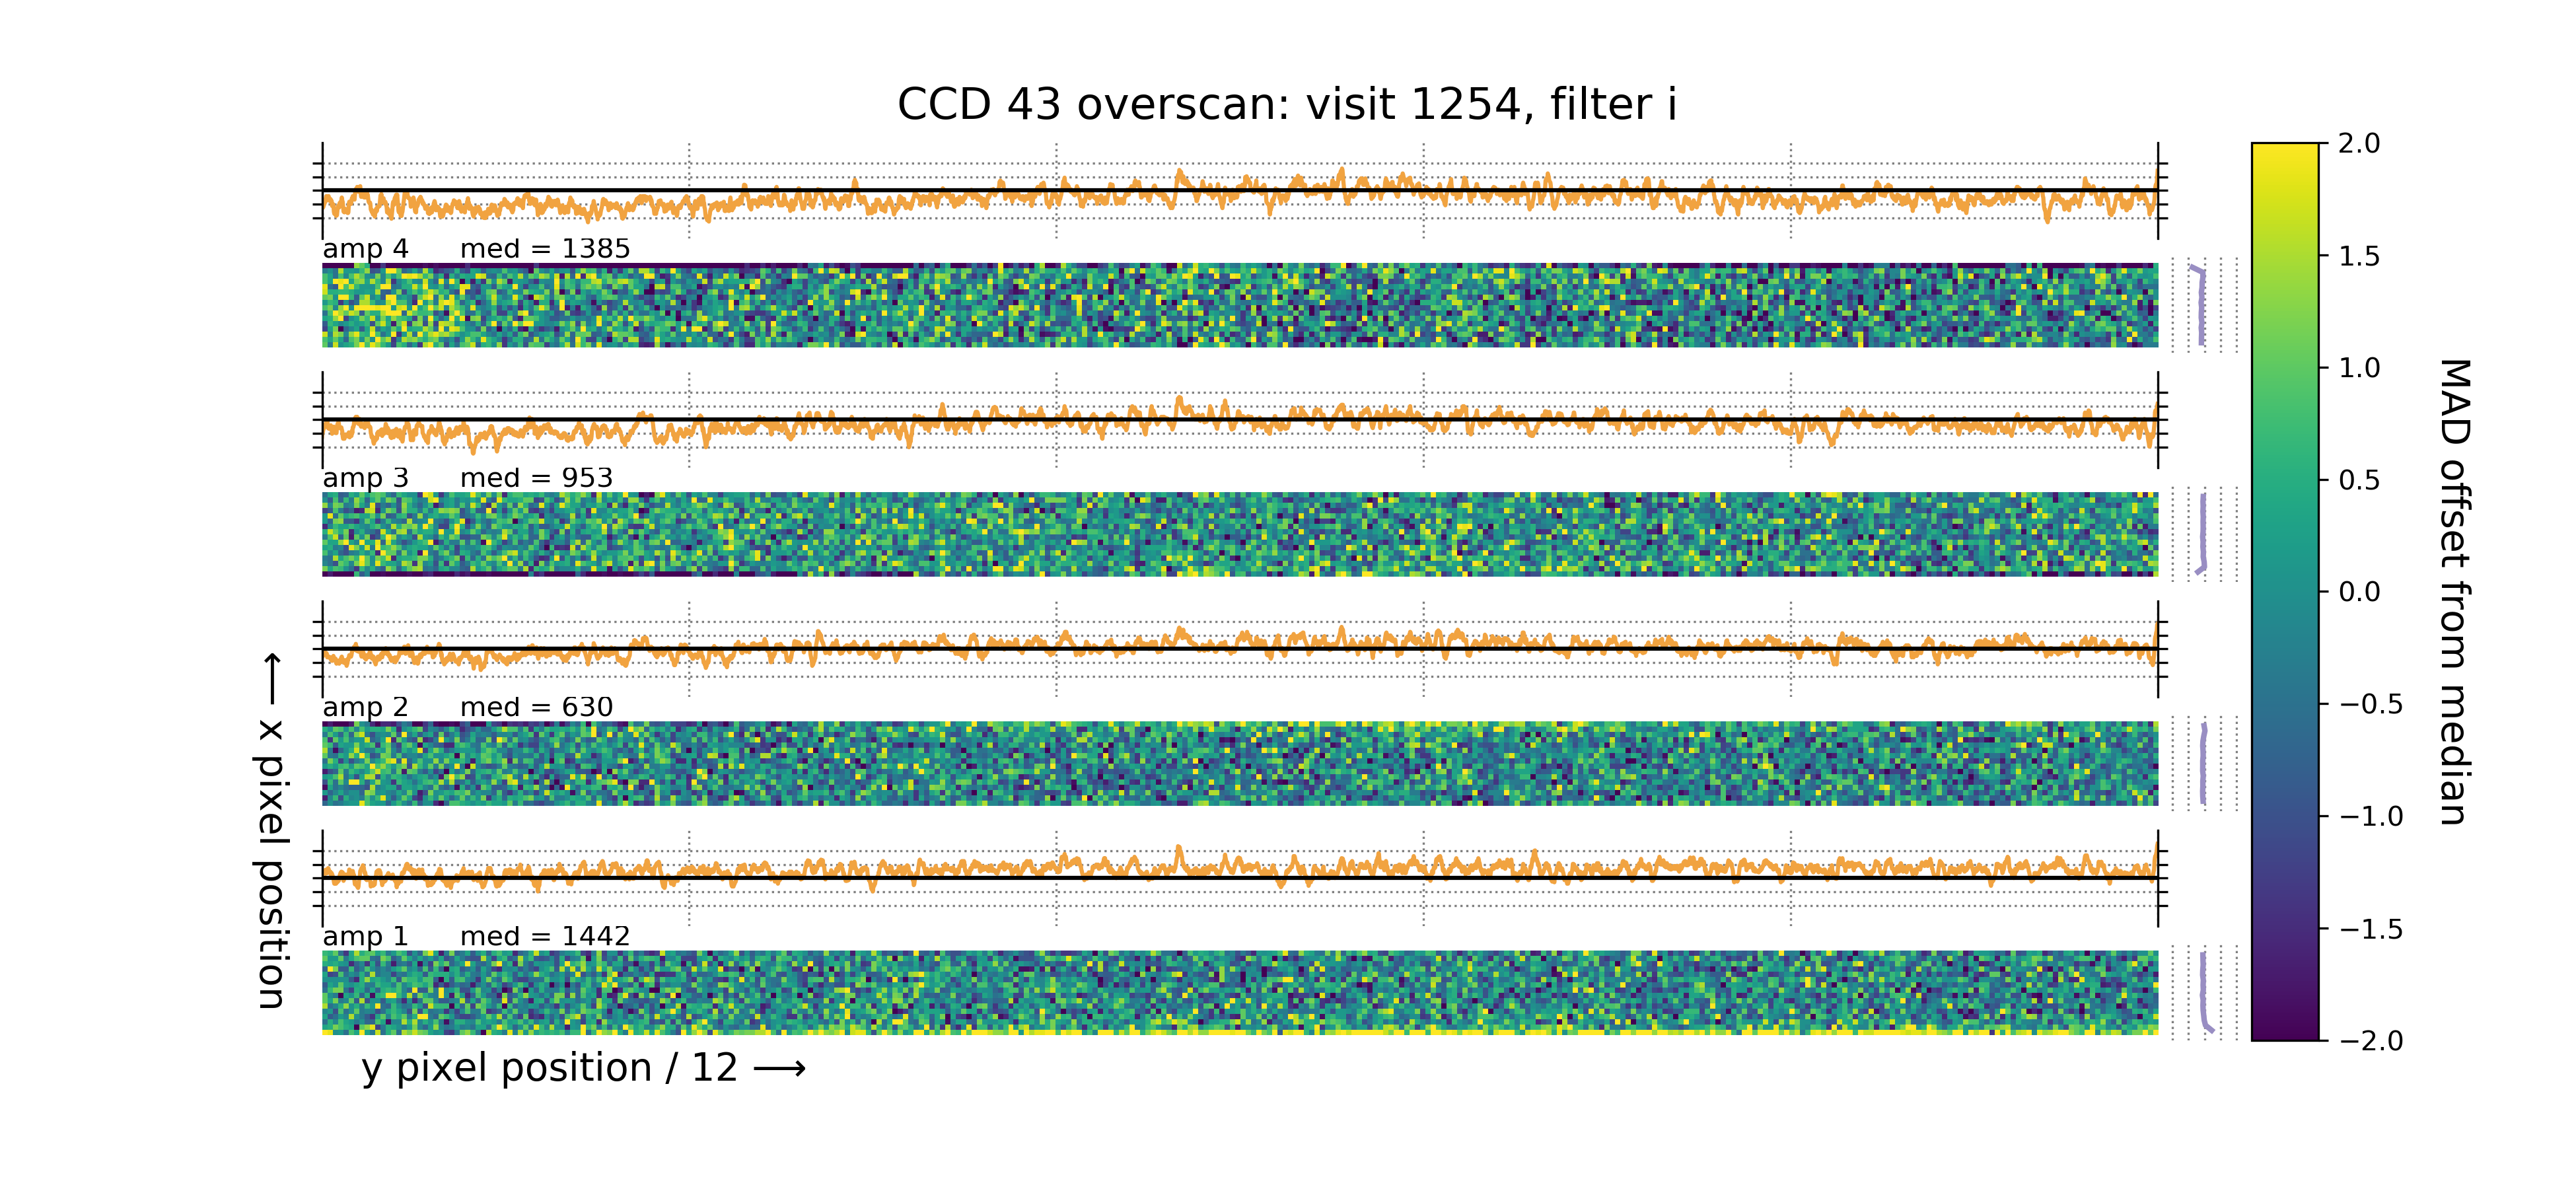 CCD 43 overscan: visit 1254, filter i
amp 4 med = 1385
amp 3 med = 953
amp 2 med = 630
amp 1 med = 1442
x pixel position ⟶
y pixel position / 12 ⟶
2.0
1.5
1.0
0.5
0.0
−0.5
−1.0
−1.5
−2.0
MAD offset from median